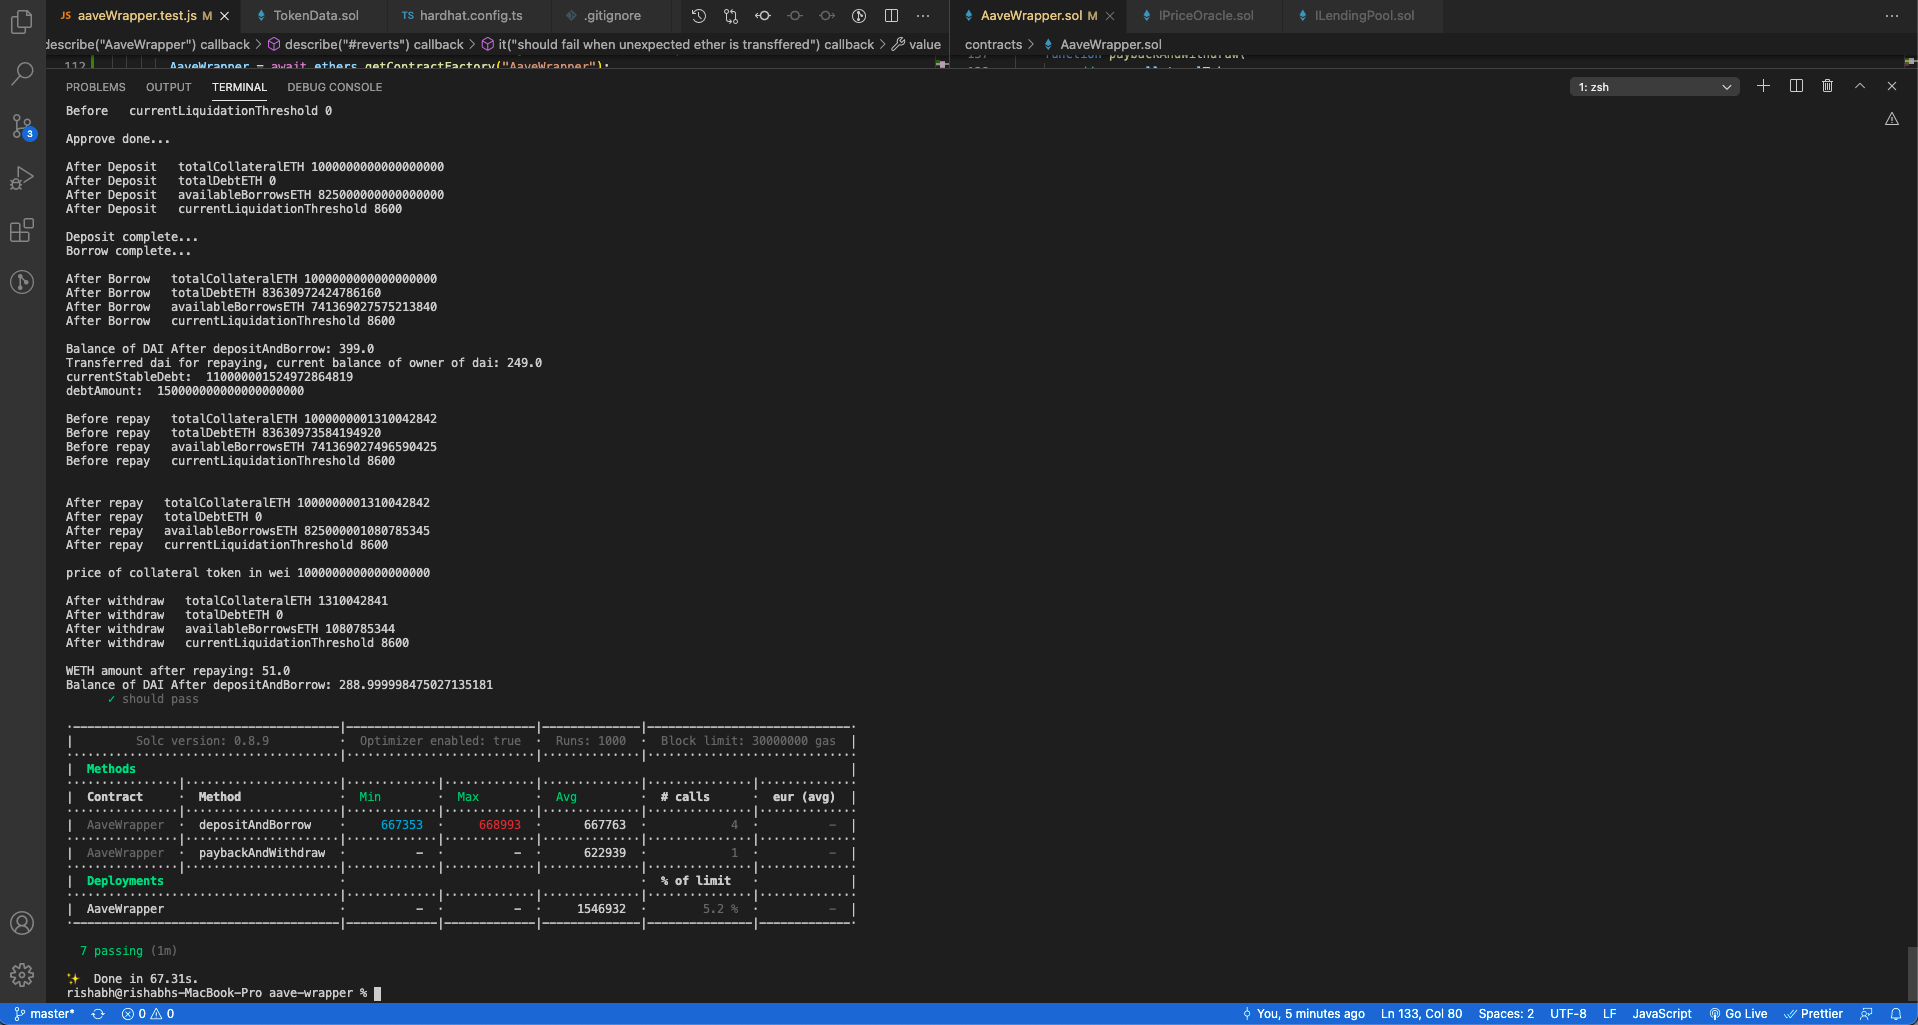 JS aaveWrapper.test.js M
TokenData.sol
TS hardhat.config.ts
.gitignore
AaveWrapper.sol M
IPriceOracle.sol
ILendingPool.sol
describe("AaveWrapper") callback > describe("#reverts") callback > it("should fail when unexpected ether is transffered") callback > value
contracts > AaveWrapper.sol
112 AaveWrapper = await ethers.getContractFactory("AaveWrapper");
PROBLEMS OUTPUT TERMINAL DEBUG CONSOLE
1: zsh
3
Before currentLiquidationThreshold 0
Approve done...
After Deposit totalCollateralETH 1000000000000000000
After Deposit totalDebtETH 0
After Deposit availableBorrowsETH 825000000000000000
After Deposit currentLiquidationThreshold 8600
Deposit complete...
Borrow complete...
After Borrow totalCollateralETH 1000000000000000000
After Borrow totalDebtETH 83630972424786160
After Borrow availableBorrowsETH 741369027575213840
After Borrow currentLiquidationThreshold 8600
Balance of DAI After depositAndBorrow: 399.0
Transferred dai for repaying, current balance of owner of dai: 249.0
currentStableDebt: 110000001524972864819
debtAmount: 150000000000000000000
Before repay totalCollateralETH 1000000001310042842
Before repay totalDebtETH 83630973584194920
Before repay availableBorrowsETH 741369027496590425
Before repay currentLiquidationThreshold 8600
After repay totalCollateralETH 1000000001310042842
After repay totalDebtETH 0
After repay availableBorrowsETH 825000001080785345
After repay currentLiquidationThreshold 8600
price of collateral token in wei 1000000000000000000
After withdraw totalCollateralETH 1310042841
After withdraw totalDebtETH 0
After withdraw availableBorrowsETH 1080785344
After withdraw currentLiquidationThreshold 8600
WETH amount after repaying: 51.0
Balance of DAI After depositAndBorrow: 288.999998475027135181
✓ should pass
Solc version: 0.8.9 · Optimizer enabled: true · Runs: 1000 · Block limit: 30000000 gas
Methods
Contract · Method · Min · Max · Avg · # calls · eur (avg)
AaveWrapper · depositAndBorrow · 667353 · 668993 · 667763 · 4 · -
AaveWrapper · paybackAndWithdraw · - · - · 622939 · 1 · -
Deployments · % of limit
AaveWrapper · - · - · 1546932 · 5.2 % · -
7 passing (1m)
✨ Done in 67.31s.
rishabh@rishabhs-MacBook-Pro aave-wrapper %
master* 0 0 You, 5 minutes ago Ln 133, Col 80 Spaces: 2 UTF-8 LF JavaScript Go Live Prettier